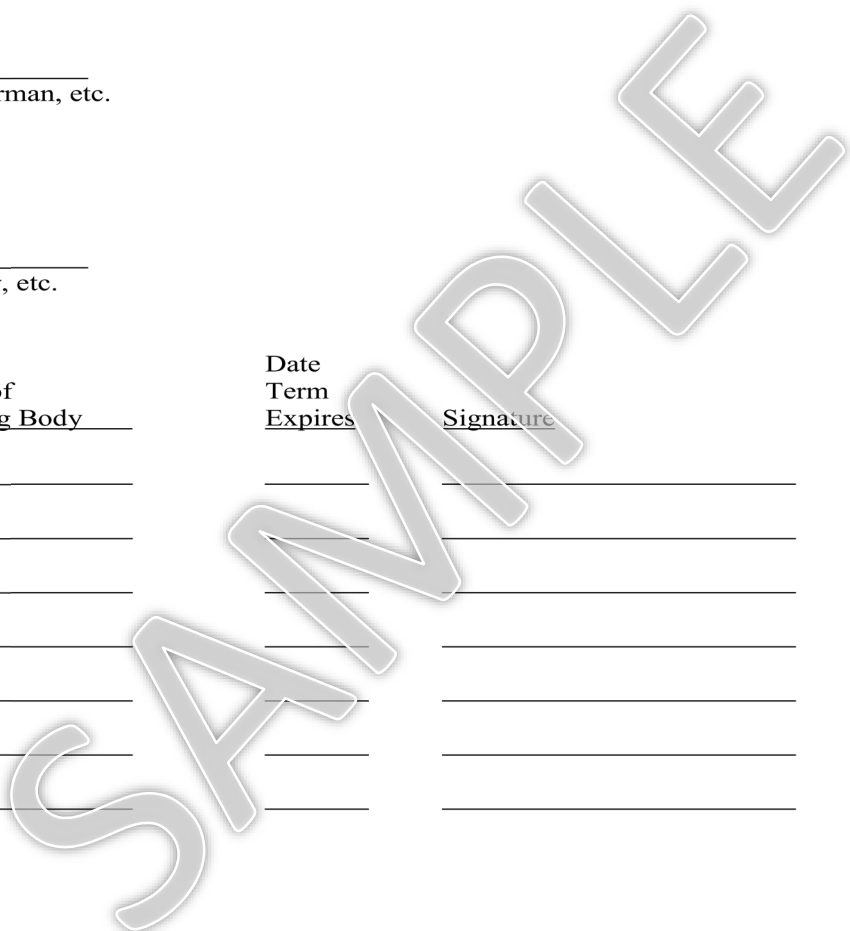 rman, etc.
, etc.
Date
of Term
g Body Expires Signature
SAMPLE